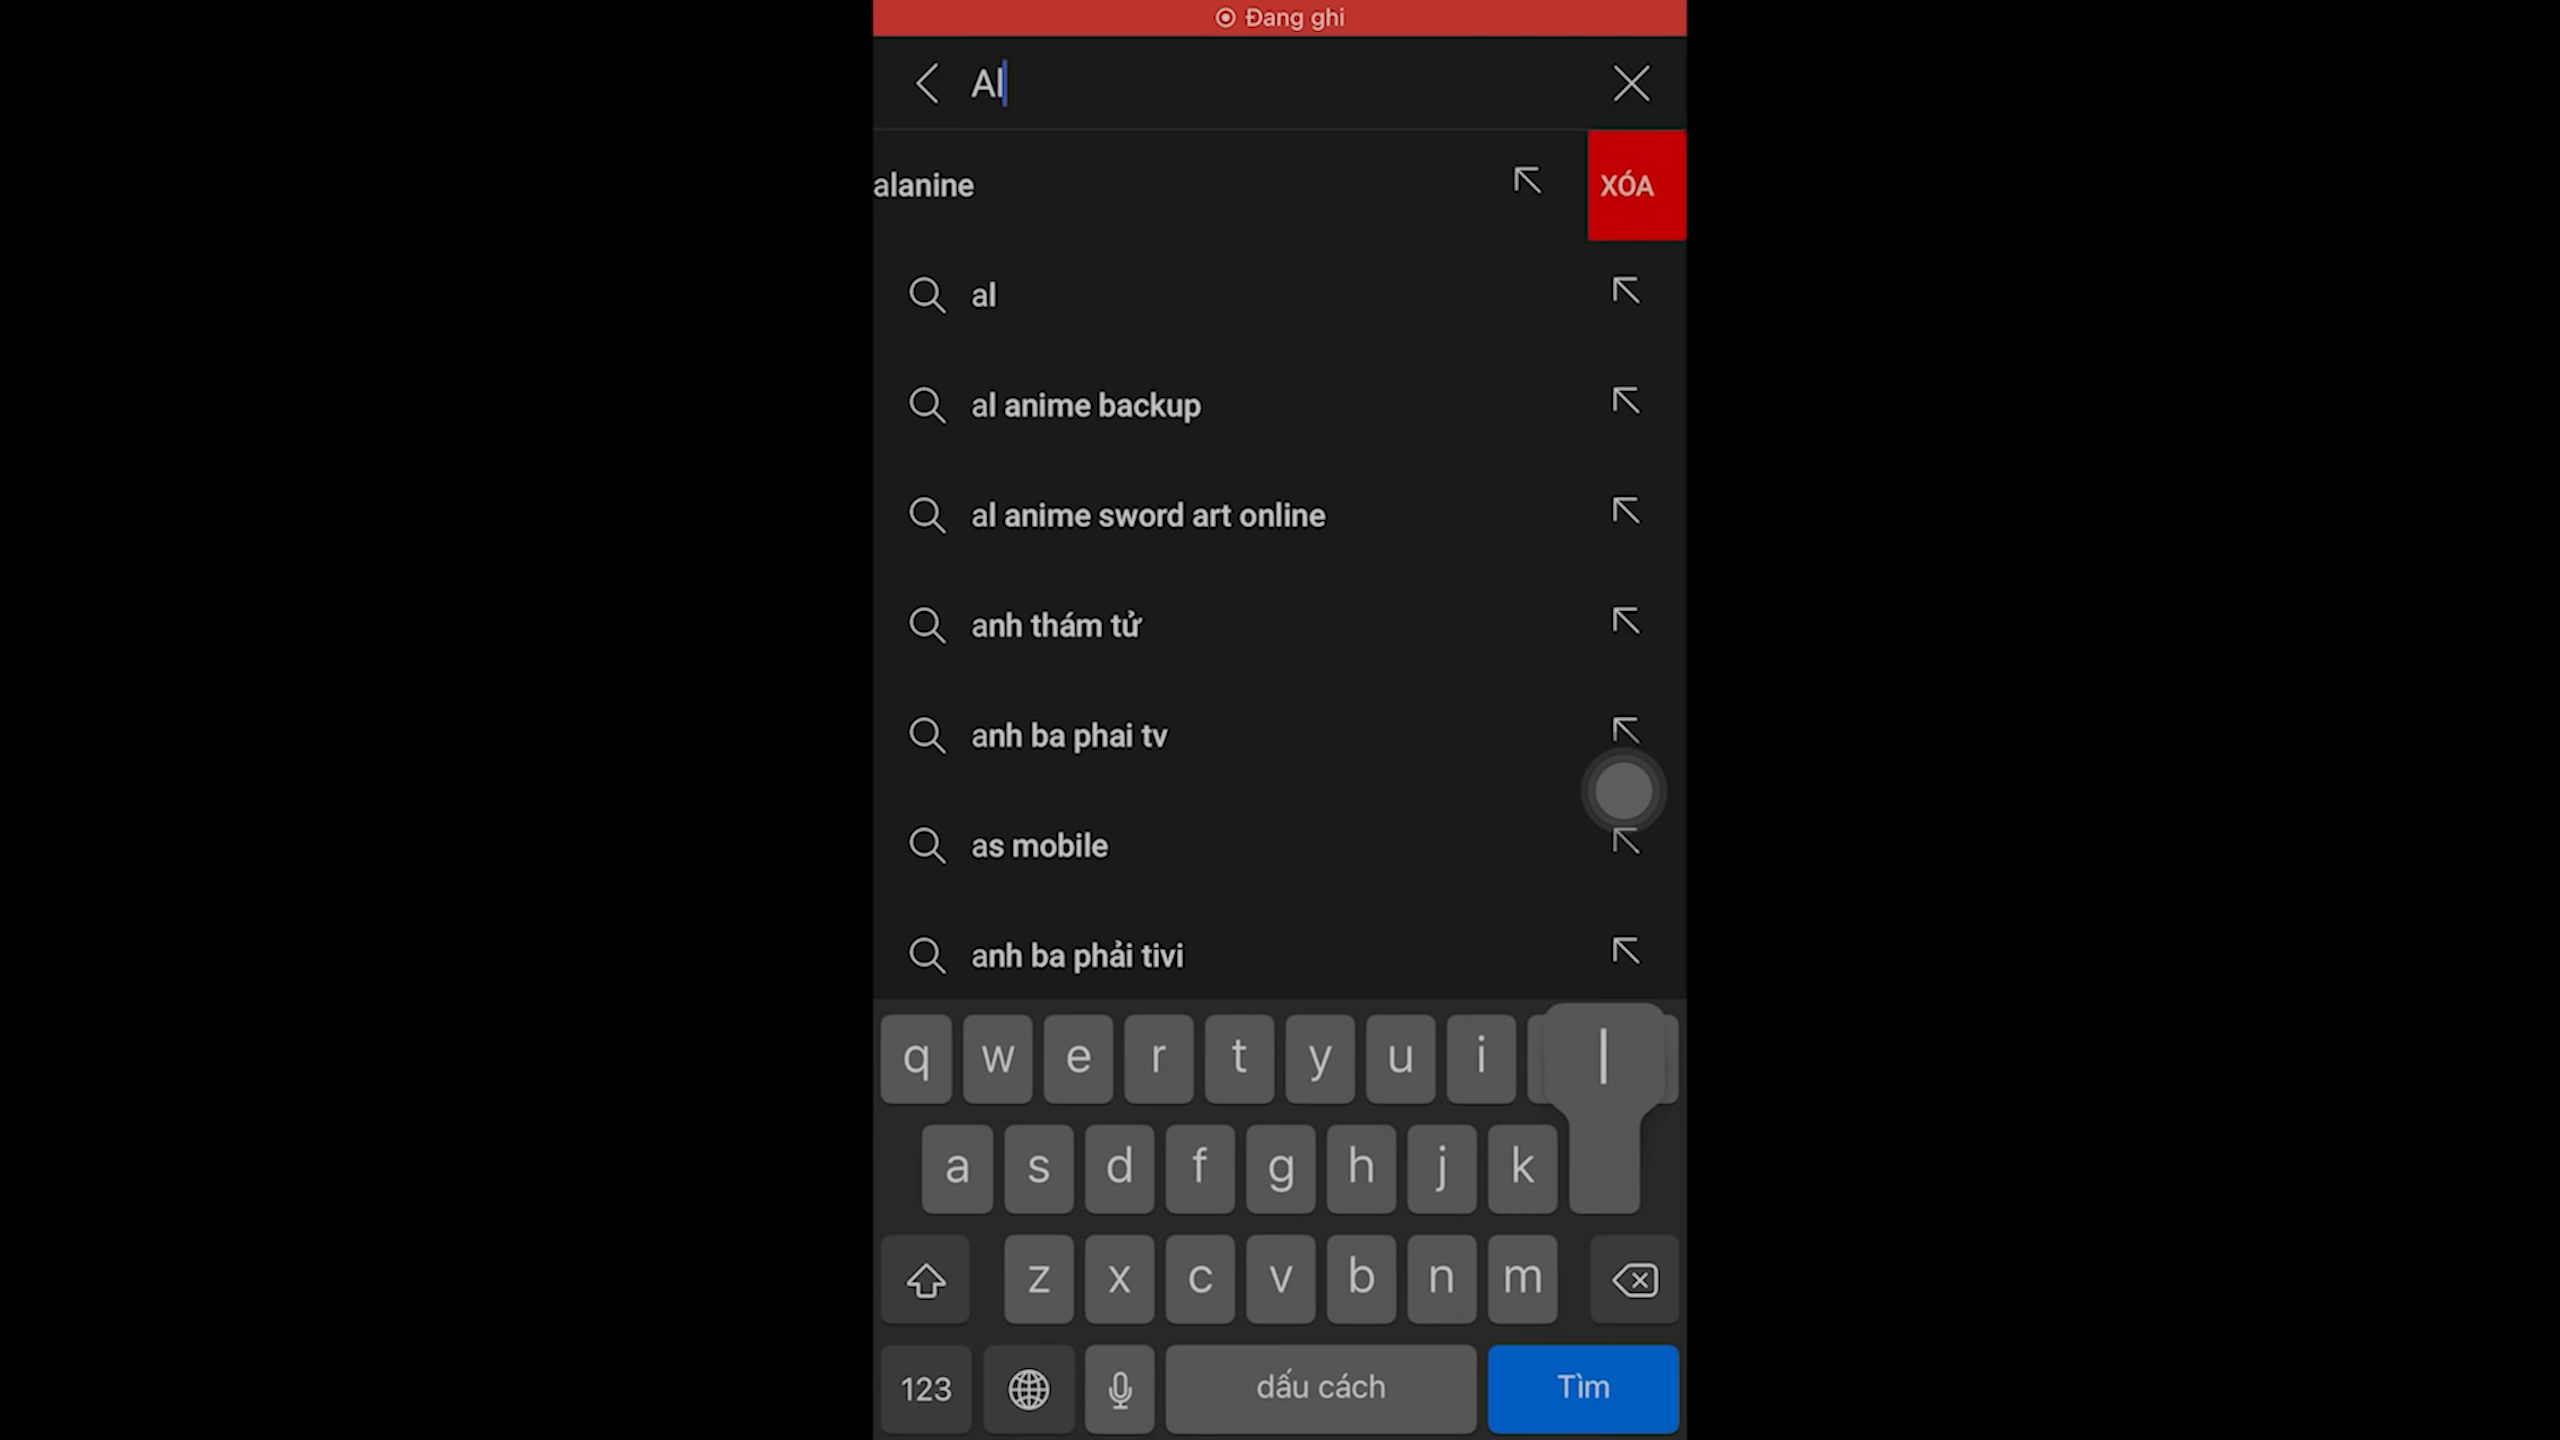 Đang ghi
Al
alanine
XÓA
al
al anime backup
al anime sword art online
anh thám tử
anh ba phai tv
as mobile
anh ba phải tivi
q w e r t y u i l
a s d f g h j k
z x c v b n m
123 dấu cách Tìm